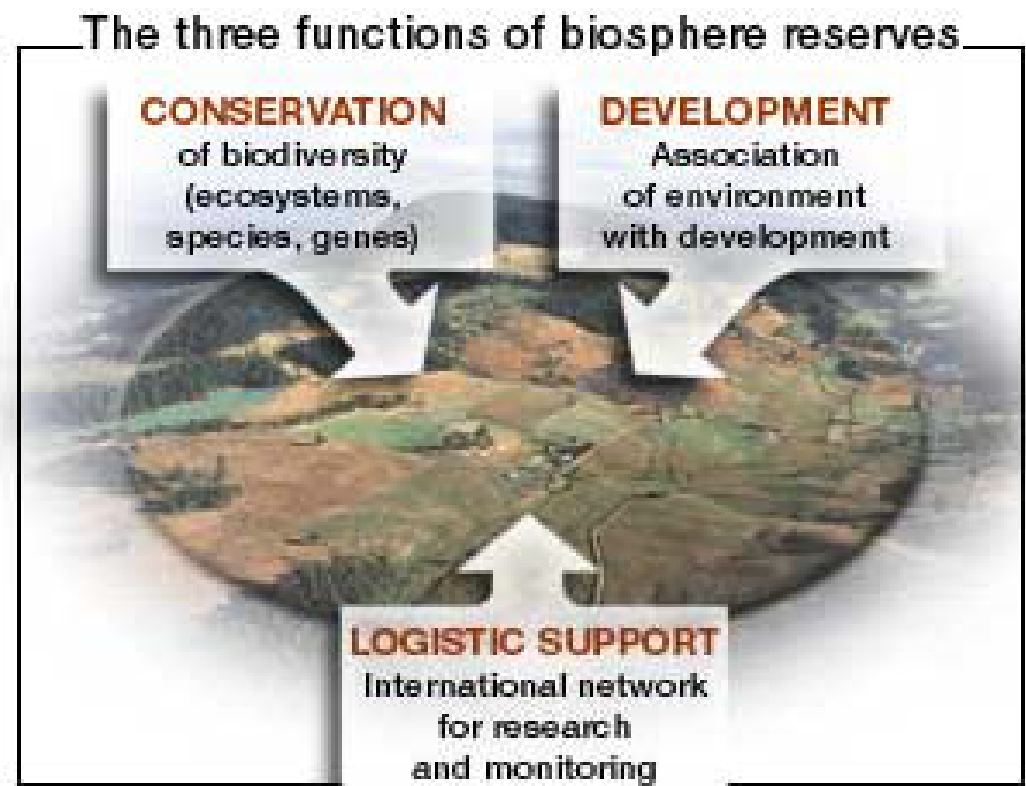 The three functions of biosphere reserves
CONSERVATION
of biodiversity
(ecosystems,
species, genes)
DEVELOPMENT
Association
of environment
with development
LOGISTIC SUPPORT
International network
for research
and monitoring